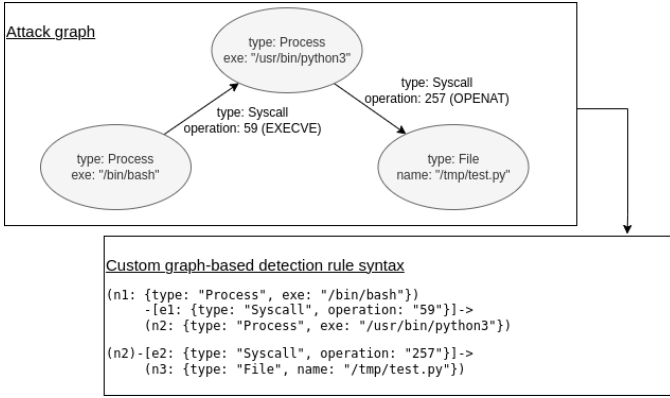 Attack graph
type: Process
exe: "/usr/bin/python3"
type: Syscall
operation: 257 (OPENAT)
type: Syscall
operation: 59 (EXECVE)
type: Process
exe: "/bin/bash"
type: File
name: "/tmp/test.py"
Custom graph-based detection rule syntax
(n1: {type: "Process", exe: "/bin/bash"})
-[e1: {type: "Syscall", operation: "59"}]->
(n2: {type: "Process", exe: "/usr/bin/python3"})
(n2)-[e2: {type: "Syscall", operation: "257"}]->
(n3: {type: "File", name: "/tmp/test.py"})